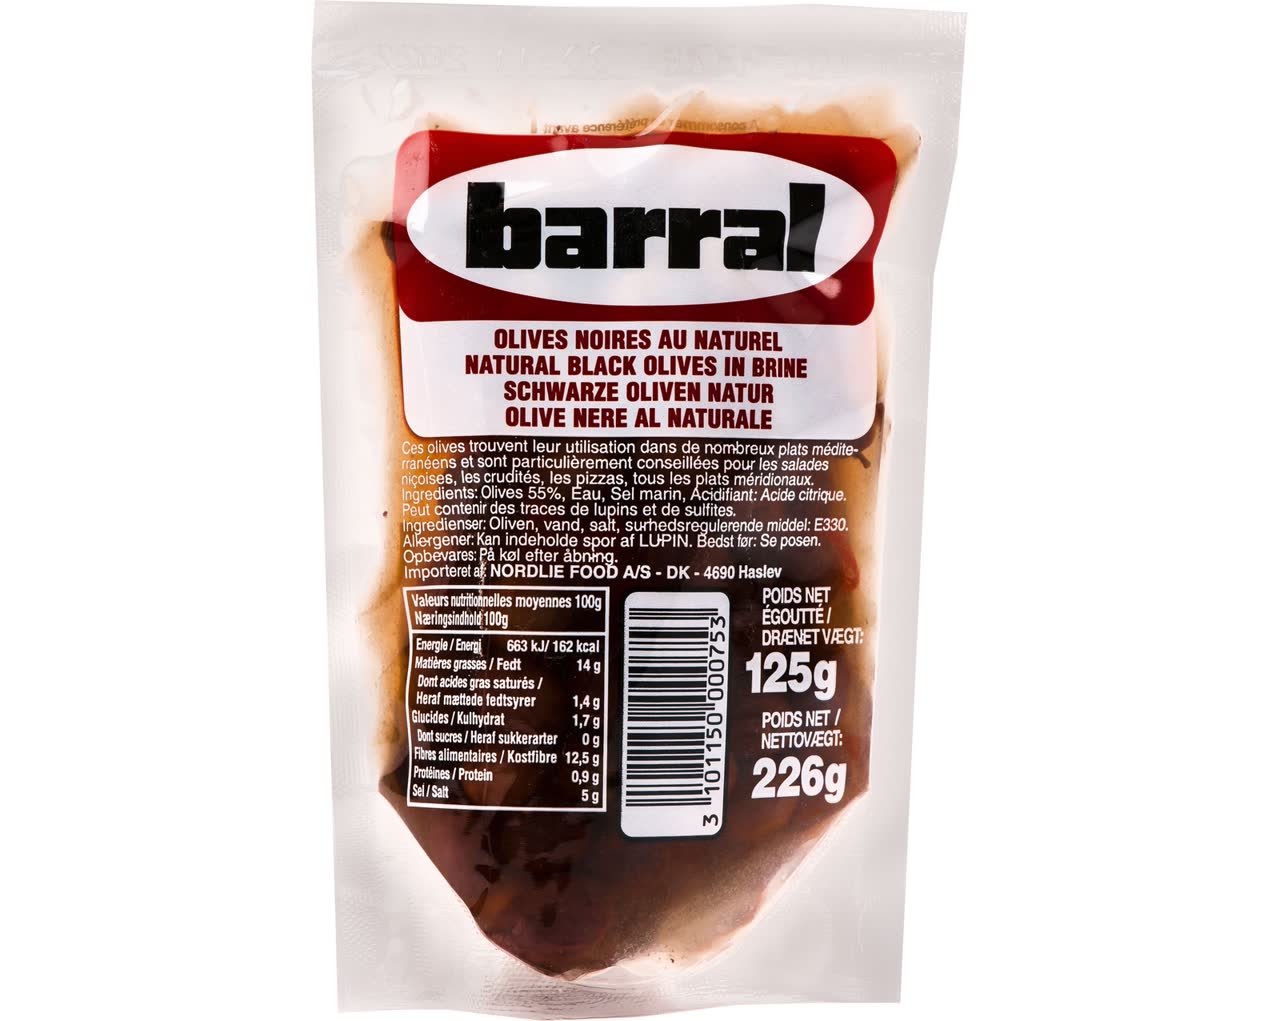 barral
OLIVES NOIRES AU NATUREL
NATURAL BLACK OLIVES IN BRINE
SCHWARZE OLIVEN NATUR
OLIVE NERE AL NATURALE
Ces olives trouvent leur utilisation dans de nombreux plats médite-
rranéens et sont particulièrement conseillées pour les salades
niçoises, les crudités, les pizzas, tous les plats méridionaux.
Ingredients: Olives 55%, Eau, Sel marin, Acidifiant: Acide citrique.
Peut contenir des traces de lupins et de sulfites.
Ingredienser: Oliven, vand, salt, surhedsregulerende middel: E330.
Allergener: Kan indeholde spor af LUPIN. Bedst før: Se posen.
Opbevares: På køl efter åbning.
Importeret af: NORDLIE FOOD A/S - DK - 4690 Haslev
Valeurs nutritionnelles moyennes 100g
Næringsindhold 100g
Energie / Energi 663 kJ/ 162 kcal
Matières grasses / Fedt 14 g
Dont acides gras saturés /
Heraf mættede fedtsyrer 1,4 g
Glucides / Kulhydrat 1,7 g
Dont sucres / Heraf sukkerarter 0 g
Fibres alimentaires / Kostfibre 12,5 g
Protéines / Protein 0,9 g
Sel / Salt 5 g
3 101150 000753
POIDS NET
ÉGOUTTÉ /
DRÆNET VÆGT:
125g
POIDS NET /
NETTOVÆGT:
226g